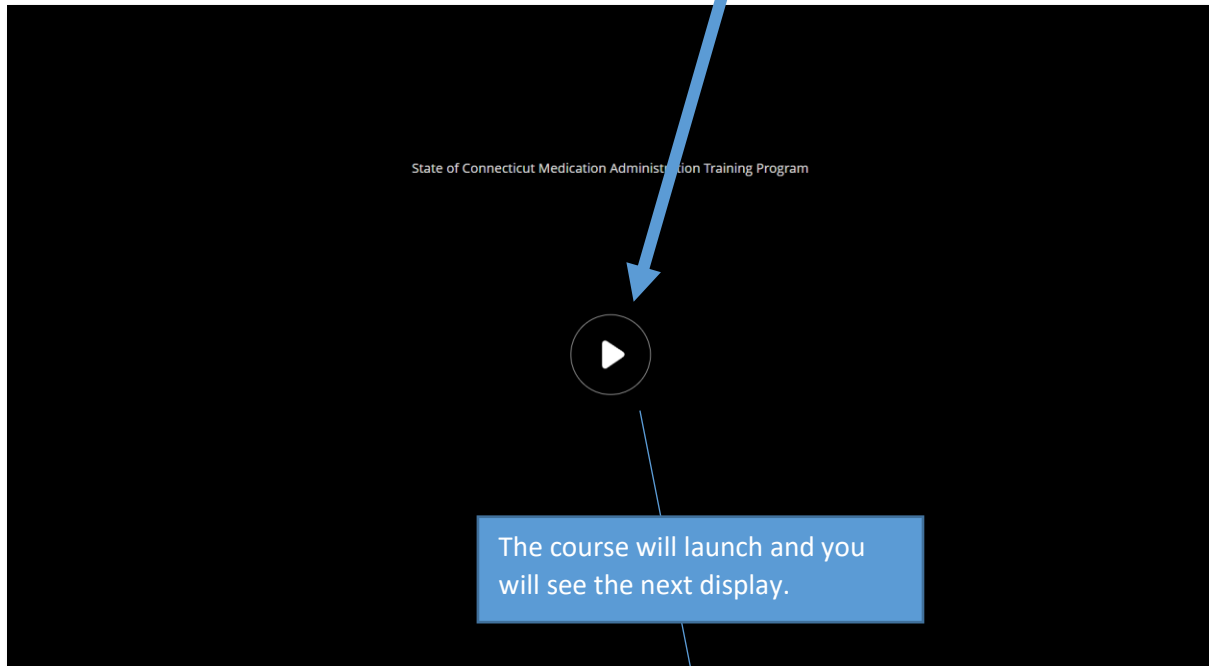 State of Connecticut Medication Administration Training Program
The course will launch and you
will see the next display.